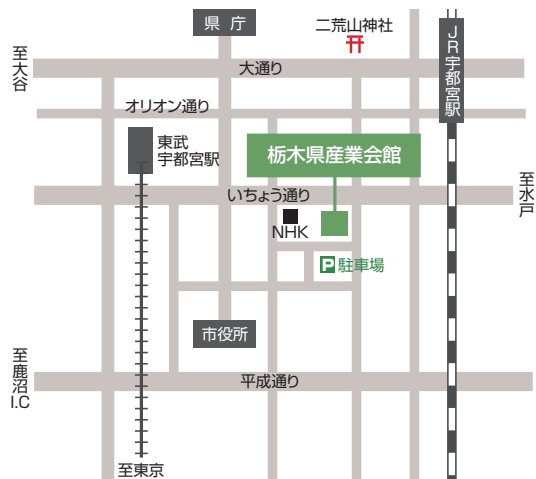 県 庁
二荒山神社
JR宇都宮駅
至大谷
大通り
オリオン通り
東武
宇都宮駅
栃木県産業会館
いちょう通り
至水戸
NHK
P 駐車場
市役所
至鹿沼
I.C
平成通り
至東京